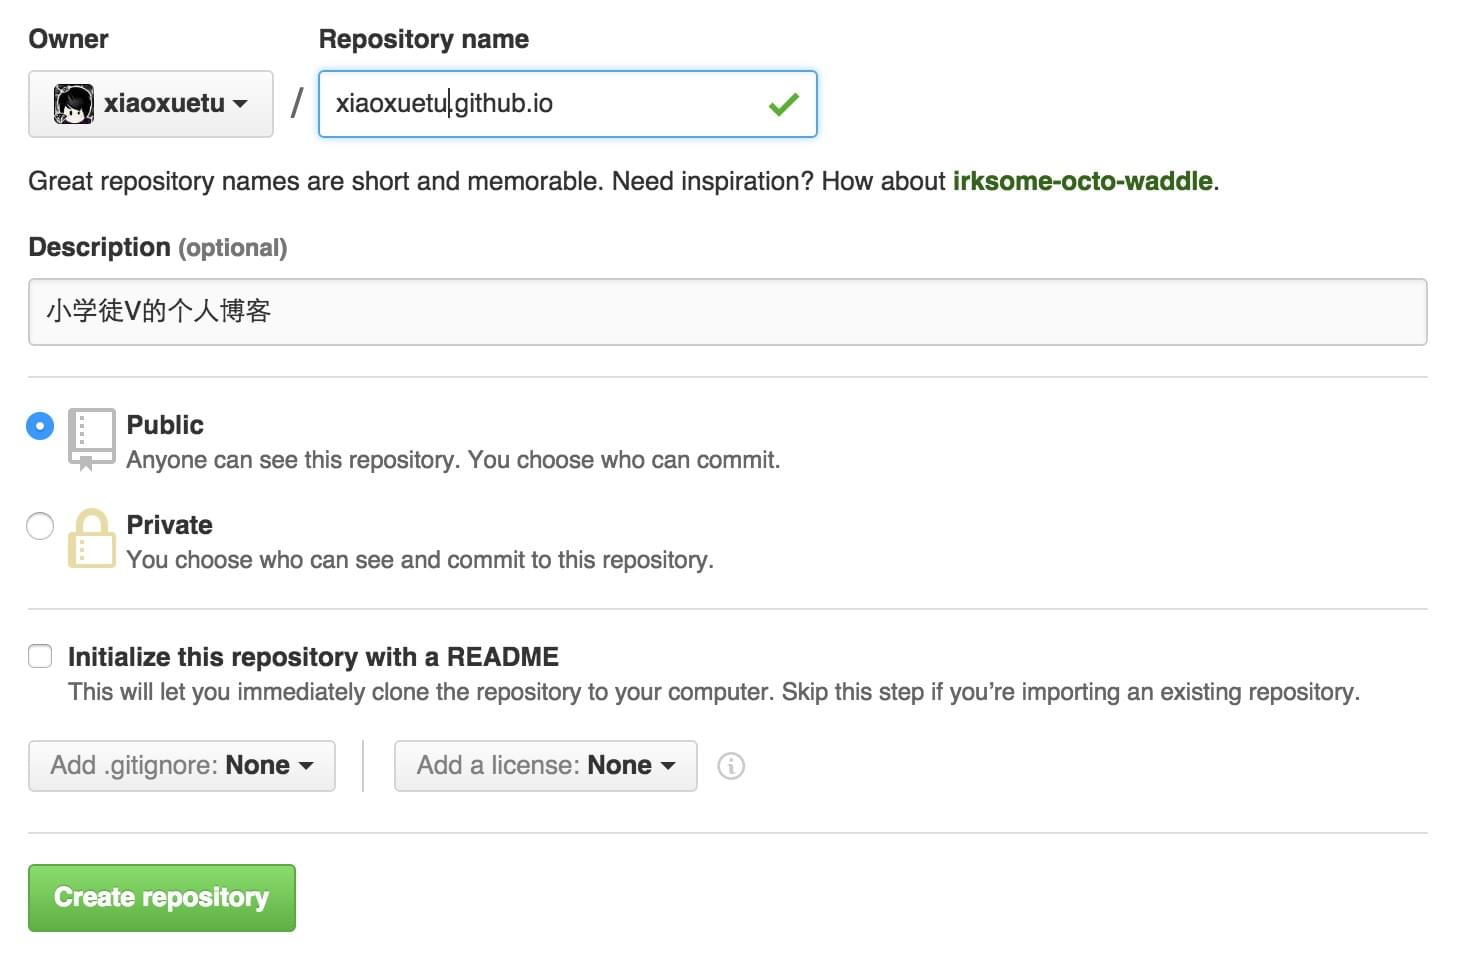 Owner
Repository name
xiaoxuetu / xiaoxuetu.github.io
Great repository names are short and memorable. Need inspiration? How about irksome-octo-waddle.
Description (optional)
小学徒V的个人博客
Public
Anyone can see this repository. You choose who can commit.
Private
You choose who can see and commit to this repository.
Initialize this repository with a README
This will let you immediately clone the repository to your computer. Skip this step if you’re importing an existing repository.
Add .gitignore: None
Add a license: None
Create repository